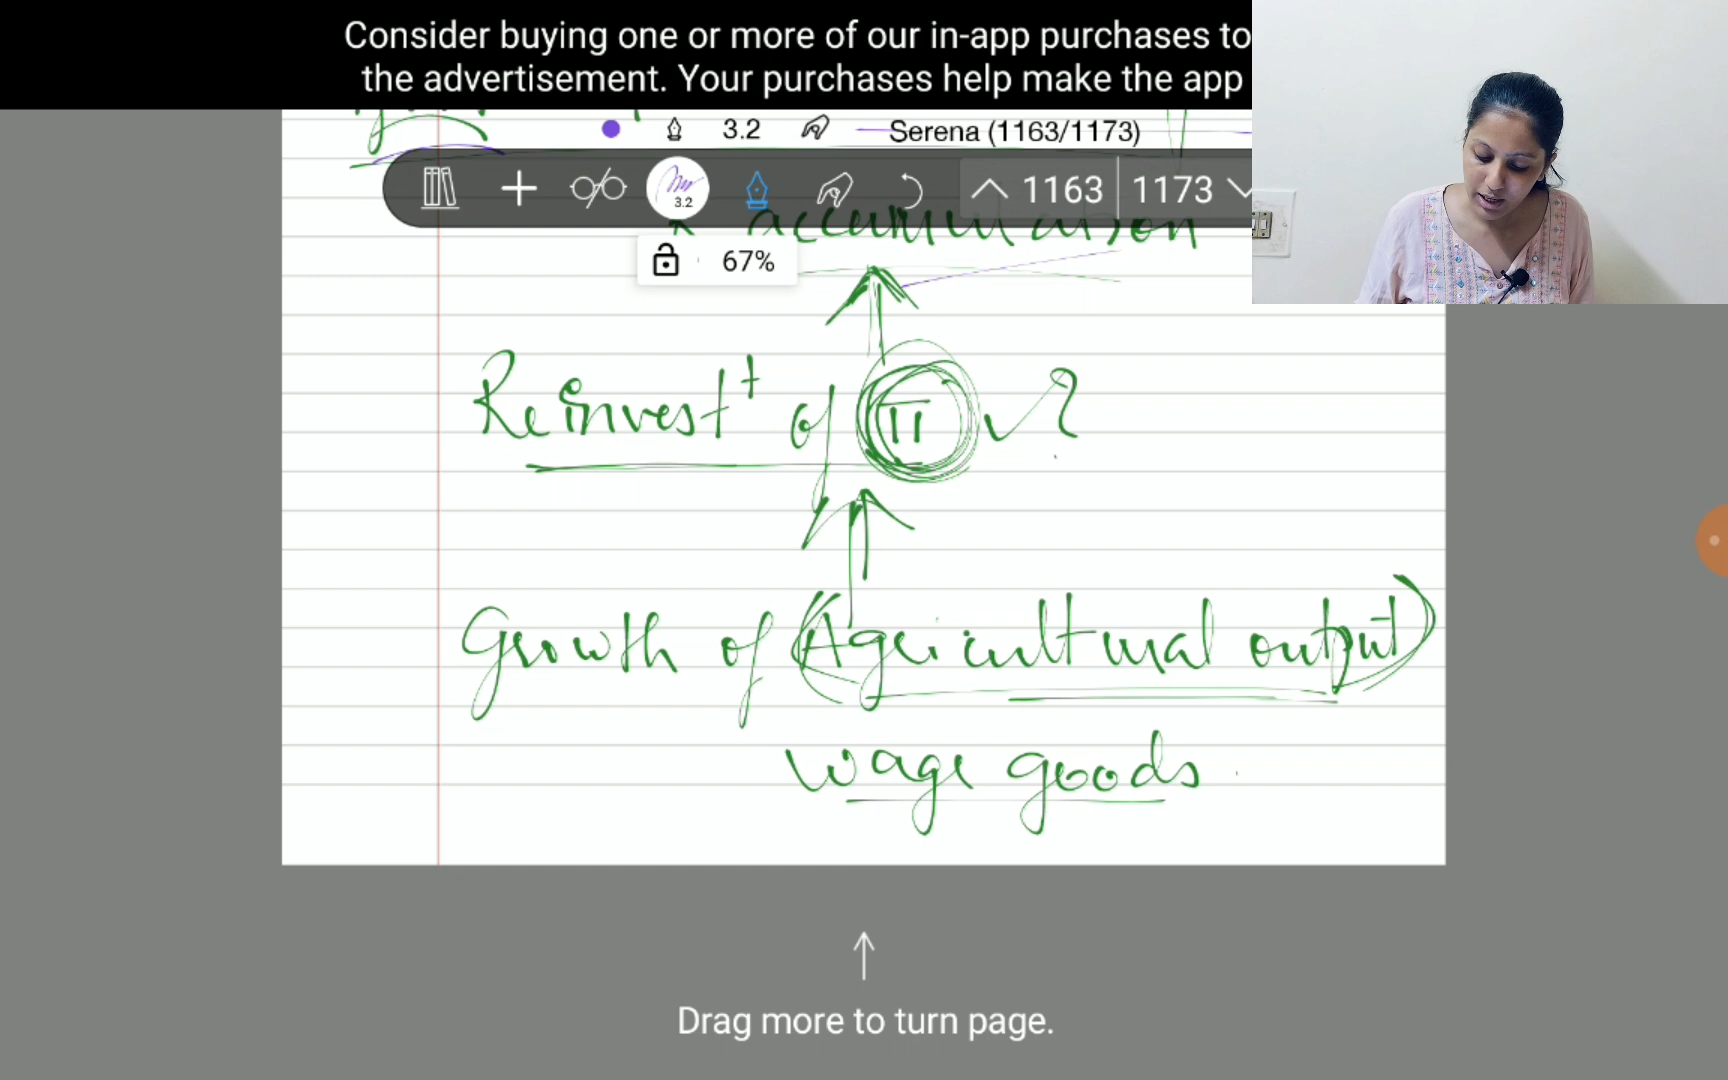 Consider buying one or more of our in-app purchases to
the advertisement. Your purchases help make the app
3.2 Serena (1163/1173)
3.2 1163 1173
accumulation
67%
Reinvest^t of π ?
Growth of (Agricultural output)
wage goods.
Drag more to turn page.